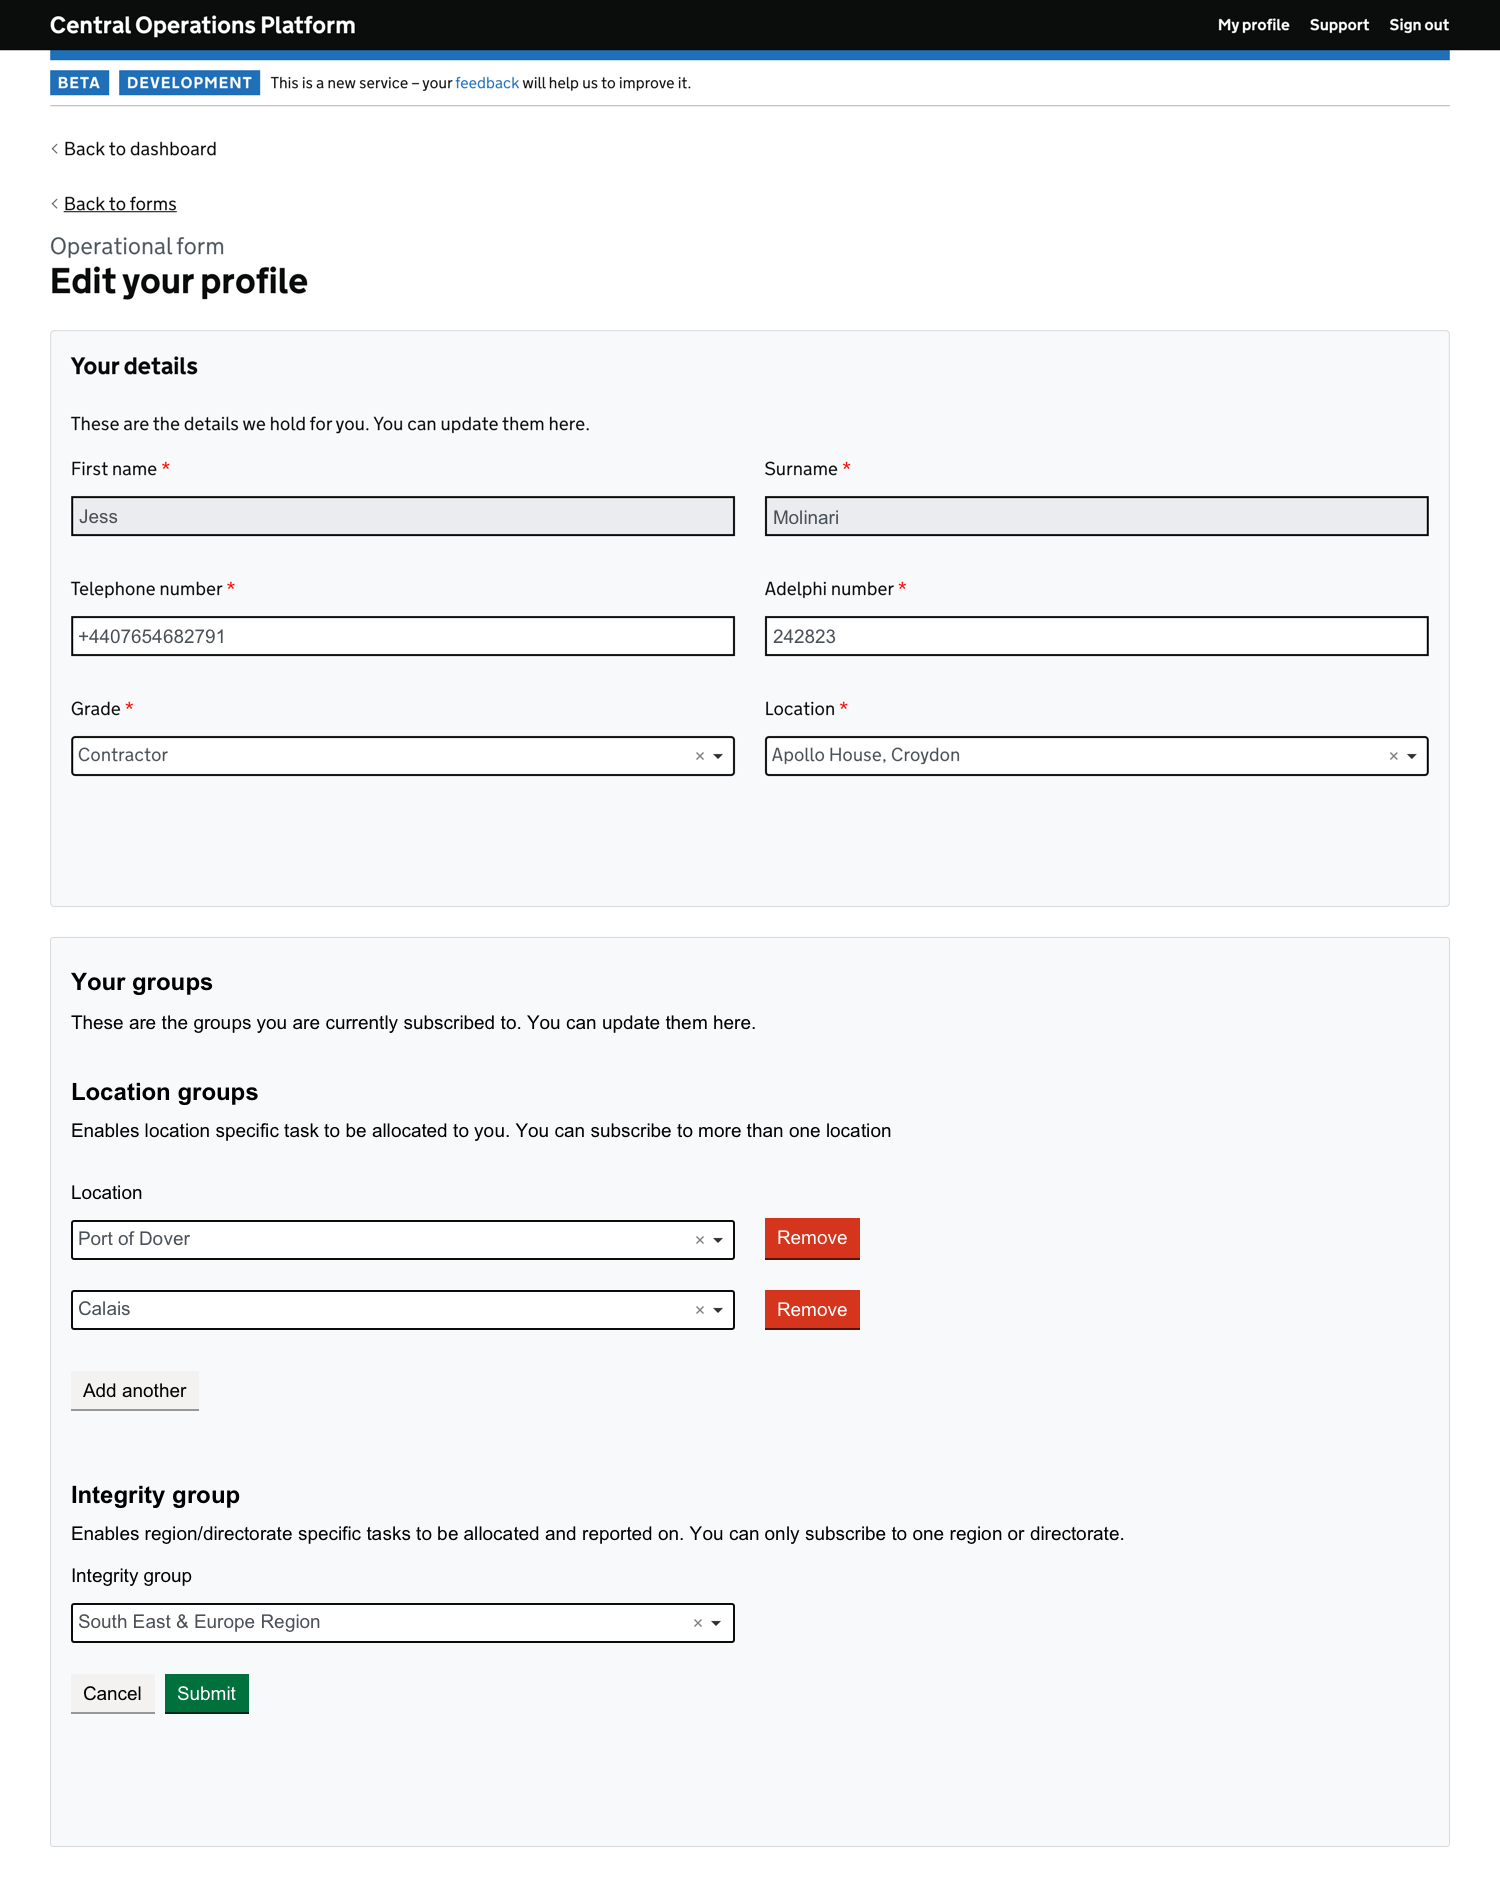 Central Operations Platform
My profile Support Sign out
BETA DEVELOPMENT This is a new service – your feedback will help us to improve it.
Back to dashboard
Back to forms
Operational form
Edit your profile
Your details
These are the details we hold for you. You can update them here.
First name * Surname *
Jess Molinari
Telephone number * Adelphi number *
+4407654682791 242823
Grade * Location *
Contractor × Apollo House, Croydon ×
Your groups
These are the groups you are currently subscribed to. You can update them here.
Location groups
Enables location specific task to be allocated to you. You can subscribe to more than one location
Location
Port of Dover × Remove
Calais × Remove
Add another
Integrity group
Enables region/directorate specific tasks to be allocated and reported on. You can only subscribe to one region or directorate.
Integrity group
South East & Europe Region ×
Cancel Submit